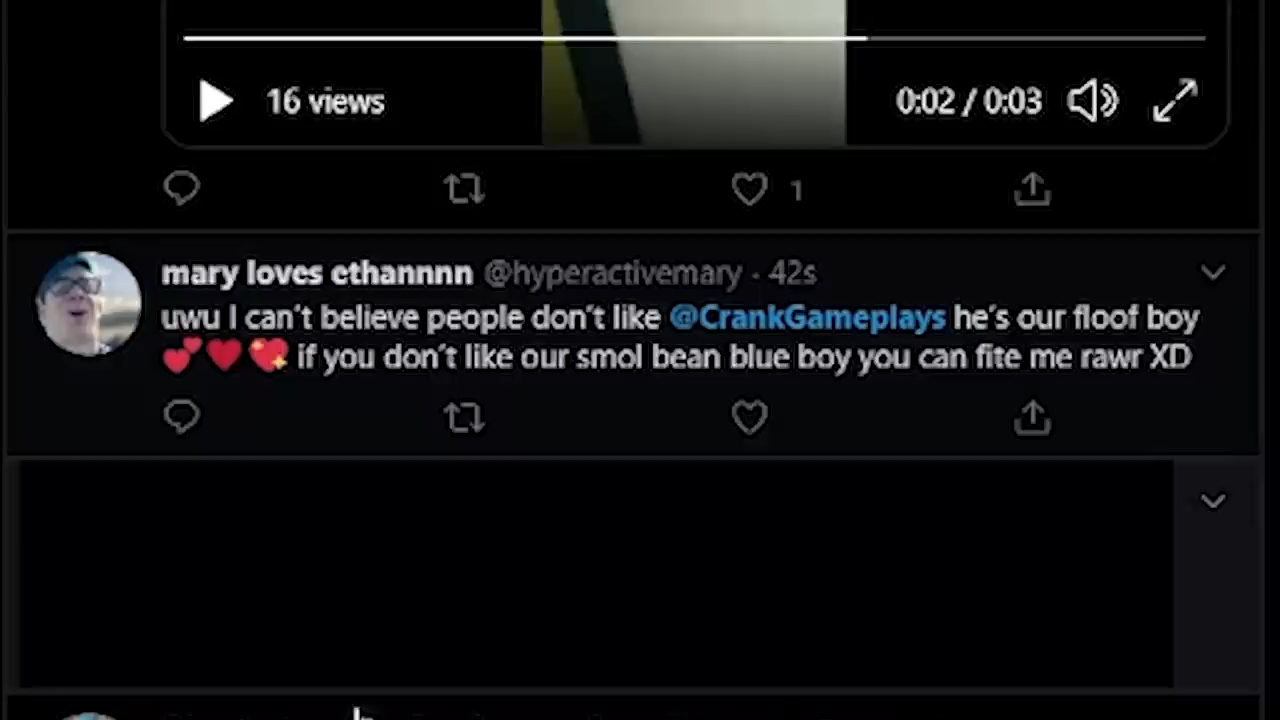 16 views
0:02 / 0:03
1
mary loves ethannnn @hyperactivemary · 42s
uwu I can't believe people don't like @CrankGameplays he's our floof boy
💕❤️💖 if you don't like our smol bean blue boy you can fite me rawr XD